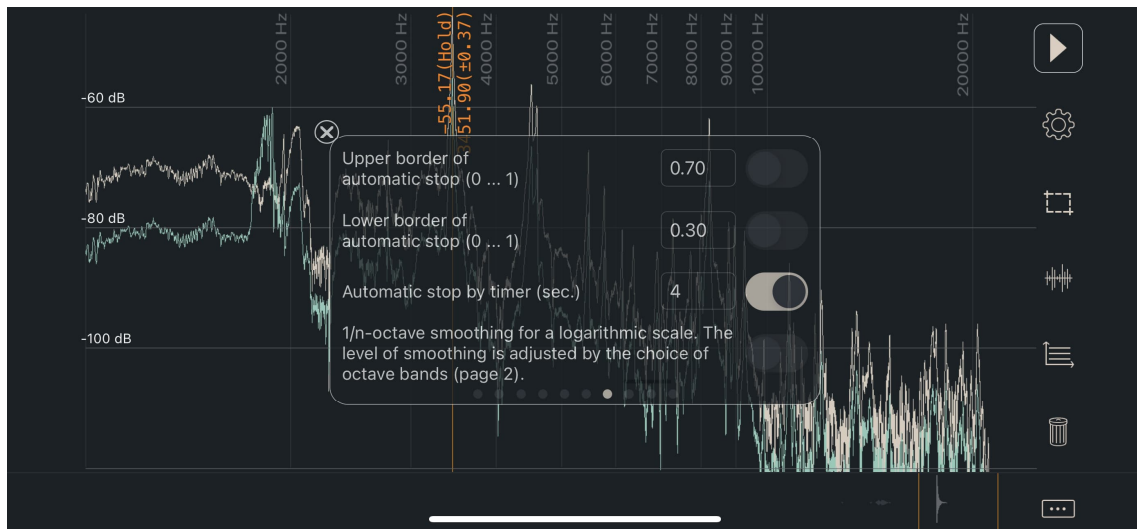 2000 Hz
3000 Hz
4000 Hz
5000 Hz
6000 Hz
7000 Hz
8000 Hz
9000 Hz
10000 Hz
20000 Hz
-55.17(Hold)
3451.90(±0.37)
-60 dB
-80 dB
-100 dB
Upper border of
automatic stop (0 ... 1)
0.70
Lower border of
automatic stop (0 ... 1)
0.30
Automatic stop by timer (sec.)
4
1/n-octave smoothing for a logarithmic scale. The
level of smoothing is adjusted by the choice of
octave bands (page 2).